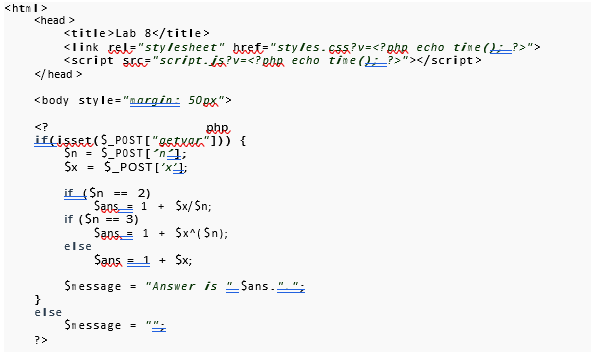 <html>
<head>
<title>Lab 8</title>
<link rel="stylesheet" href="styles.css?v=<?php echo time(); ?>">
<script src="script.js?v=<?php echo time(); ?>"></script>
</head>
<body style="margin: 50px">
<? php
if(isset($_POST["getvar"])) {
$n = $_POST['n'];
$x = $_POST['x'];
if ($n == 2)
$ans = 1 + $x/$n;
if ($n == 3)
$ans = 1 + $x^($n);
else
$ans = 1 + $x;
$message = "Answer is ".$ans.".";
}
else
$message = "";
?>